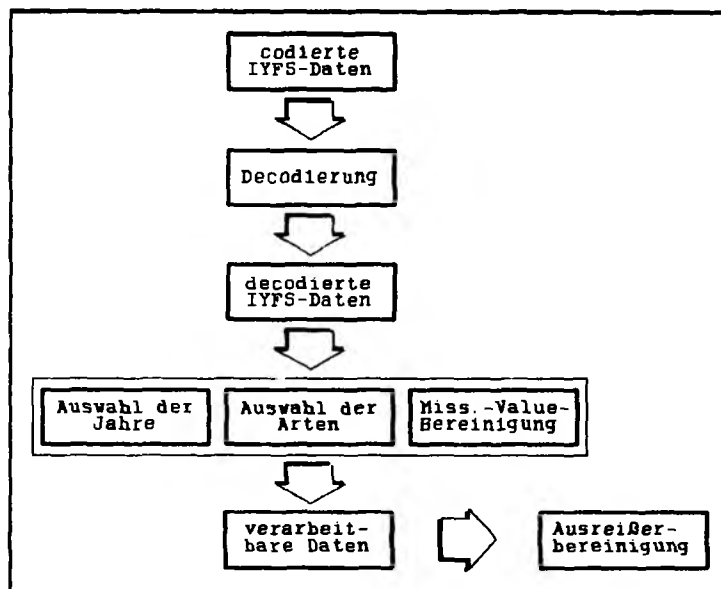 codierte
IYFS-Daten
Decodierung
decodierte
IYFS-Daten
Auswahl der
Jahre
Auswahl der
Arten
Miss.-Value-
Bereinigung
verarbeit-
bare Daten
Ausreißer-
bereinigung